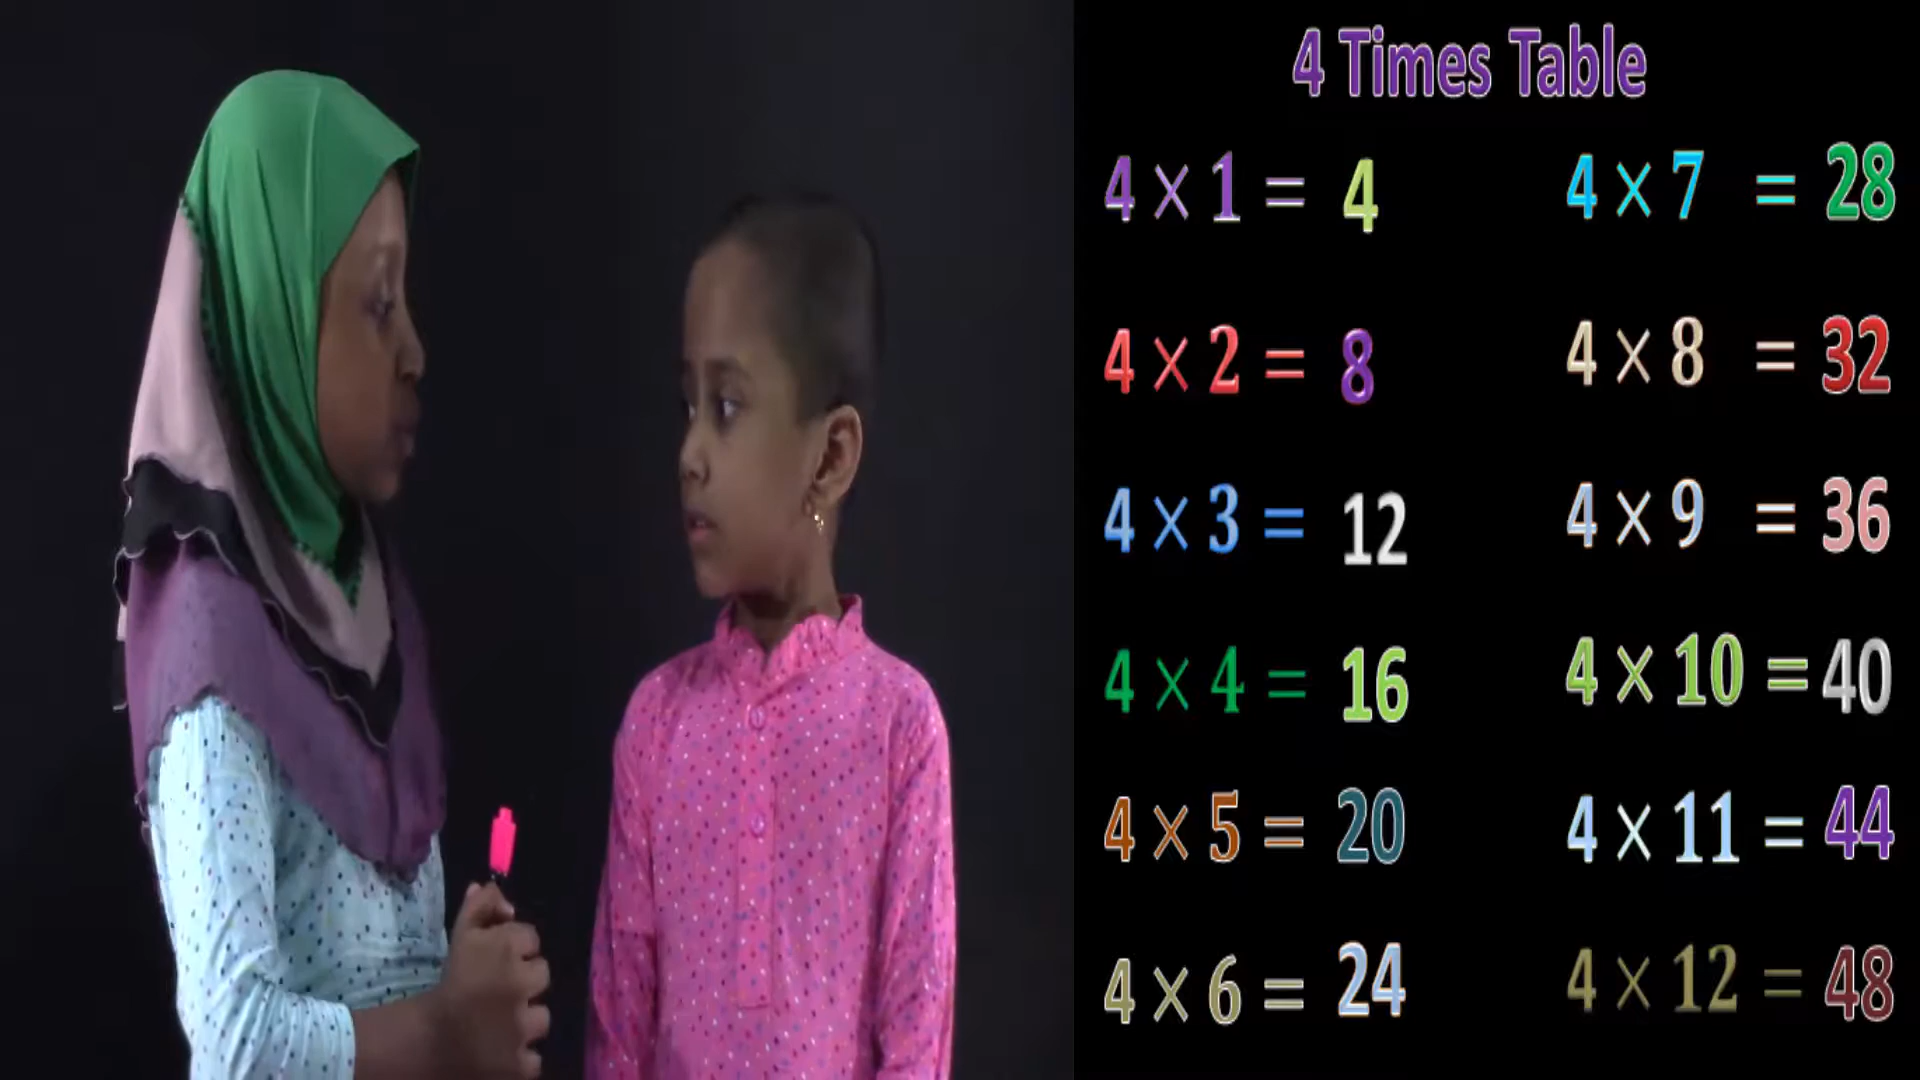 4 Times Table
4 × 1 = 4
4 × 2 = 8
4 × 3 = 12
4 × 4 = 16
4 × 5 = 20
4 × 6 = 24
4 × 7 = 28
4 × 8 = 32
4 × 9 = 36
4 × 10 = 40
4 × 11 = 44
4 × 12 = 48